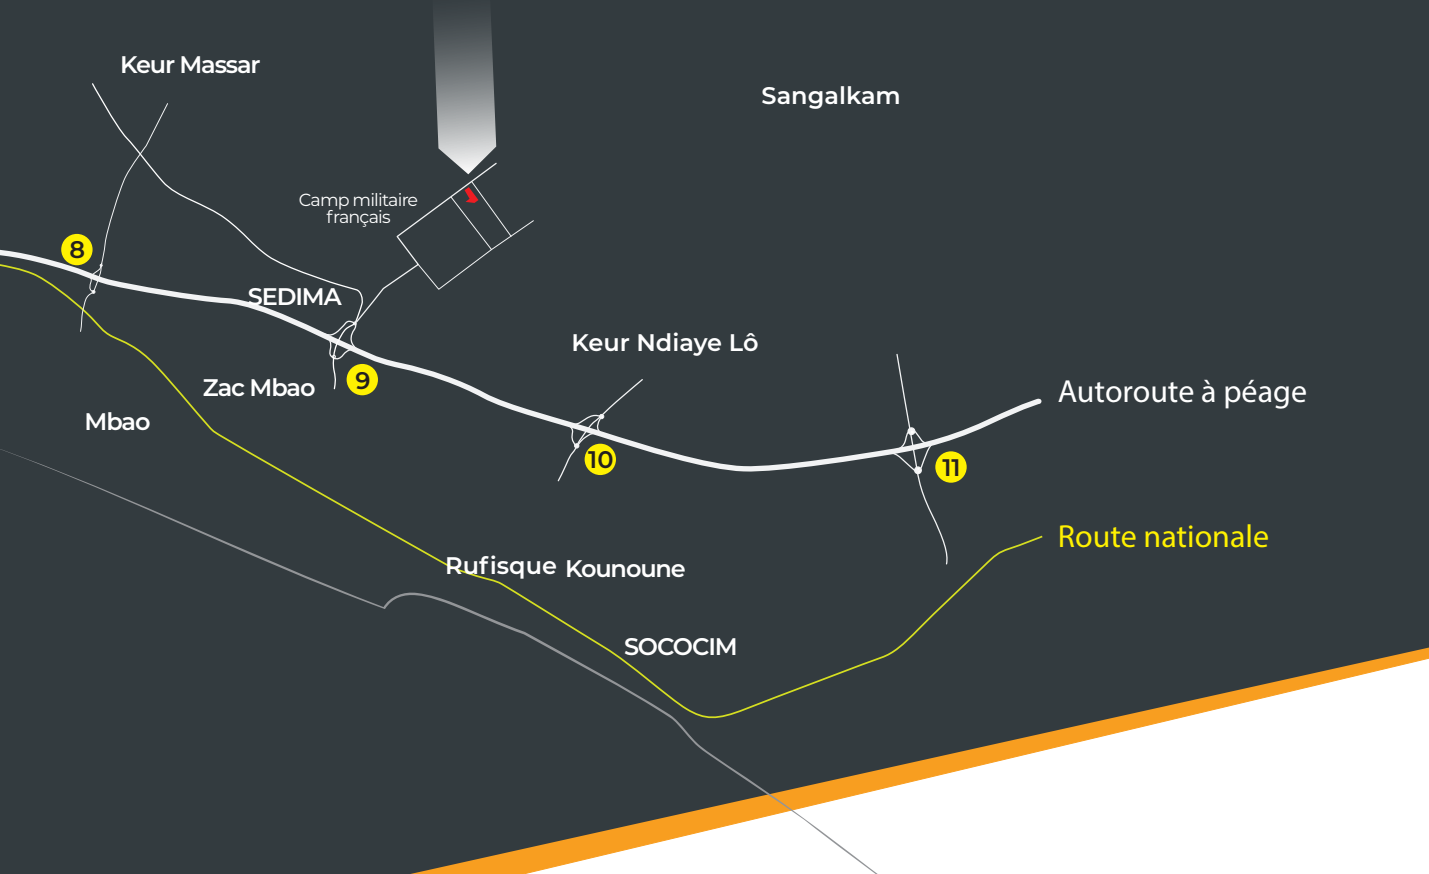 Keur Massar
Sangalkam
Camp militaire
français
8
SEDIMA
Keur Ndiaye Lô
9
Zac Mbao
Autoroute à péage
Mbao
10
11
Route nationale
Rufisque
Kounoune
SOCOCIM